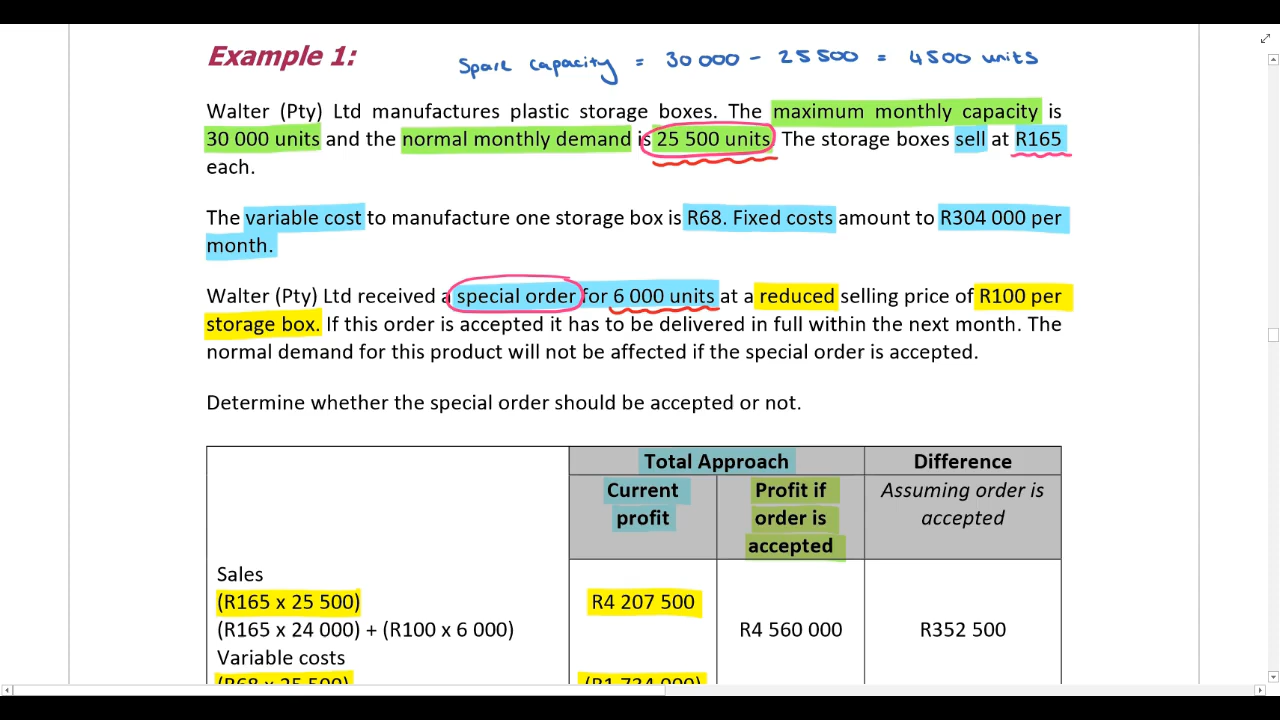 Example 1:
Spare capacity = 30 000 - 25 500 = 4 500 units
Walter (Pty) Ltd manufactures plastic storage boxes. The maximum monthly capacity is
30 000 units and the normal monthly demand is 25 500 units. The storage boxes sell at R165
each.
The variable cost to manufacture one storage box is R68. Fixed costs amount to R304 000 per
month.
Walter (Pty) Ltd received a special order for 6 000 units at a reduced selling price of R100 per
storage box. If this order is accepted it has to be delivered in full within the next month. The
normal demand for this product will not be affected if the special order is accepted.
Determine whether the special order should be accepted or not.
Total Approach Difference
Current Profit if Assuming order is
profit order is accepted
accepted
Sales
(R165 x 25 500) R4 207 500
(R165 x 24 000) + (R100 x 6 000) R4 560 000 R352 500
Variable costs
(R68 x 25 500) (R1 734 000)